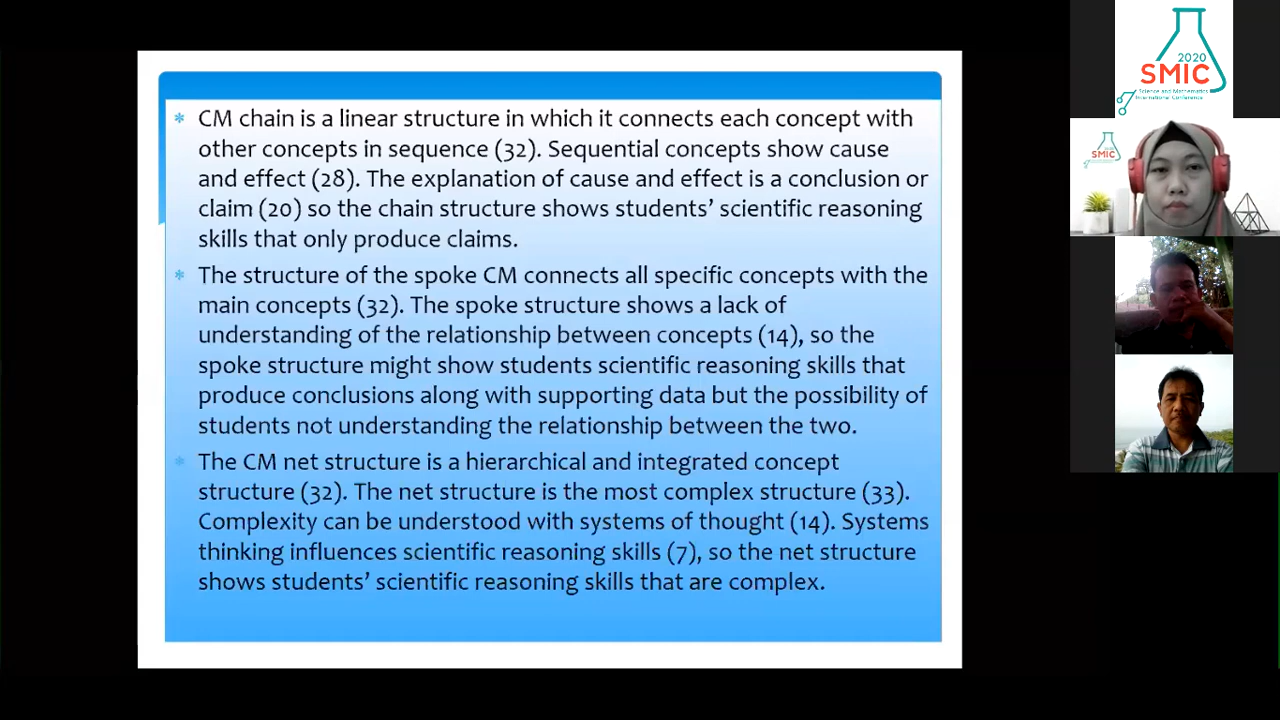 CM chain is a linear structure in which it connects each concept with
other concepts in sequence (32). Sequential concepts show cause
and effect (28). The explanation of cause and effect is a conclusion or
claim (20) so the chain structure shows students’ scientific reasoning
skills that only produce claims.
The structure of the spoke CM connects all specific concepts with the
main concepts (32). The spoke structure shows a lack of
understanding of the relationship between concepts (14), so the
spoke structure might show students scientific reasoning skills that
produce conclusions along with supporting data but the possibility of
students not understanding the relationship between the two.
The CM net structure is a hierarchical and integrated concept
structure (32). The net structure is the most complex structure (33).
Complexity can be understood with systems of thought (14). Systems
thinking influences scientific reasoning skills (7), so the net structure
shows students’ scientific reasoning skills that are complex.
2020
SMIC
Science and Mathematics
International Conference
SMIC